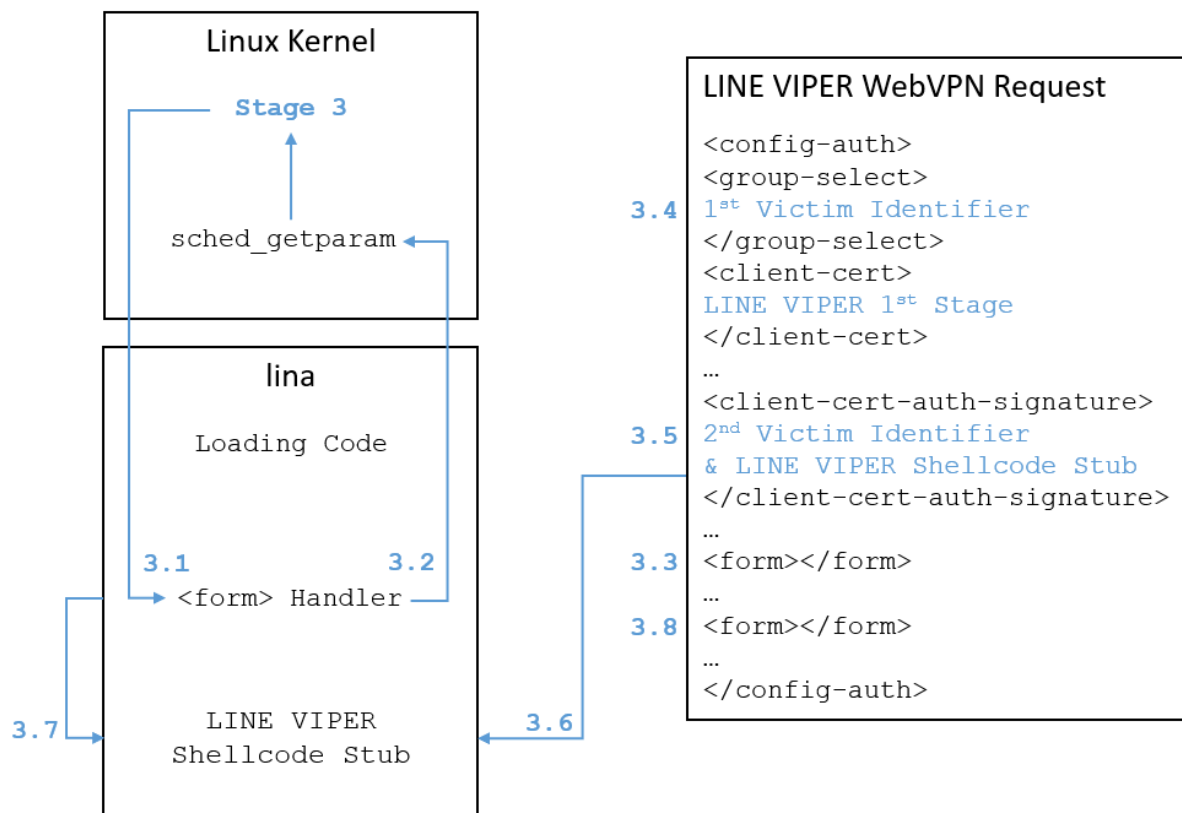 Linux Kernel
Stage 3
sched_getparam
lina
Loading Code
3.1
3.2
<form> Handler
3.7
LINE VIPER
Shellcode Stub
3.6
LINE VIPER WebVPN Request
<config-auth>
<group-select>
3.4 1st Victim Identifier
</group-select>
<client-cert>
LINE VIPER 1st Stage
</client-cert>
…
<client-cert-auth-signature>
3.5 2nd Victim Identifier
& LINE VIPER Shellcode Stub
</client-cert-auth-signature>
…
3.3 <form></form>
…
3.8 <form></form>
…
</config-auth>